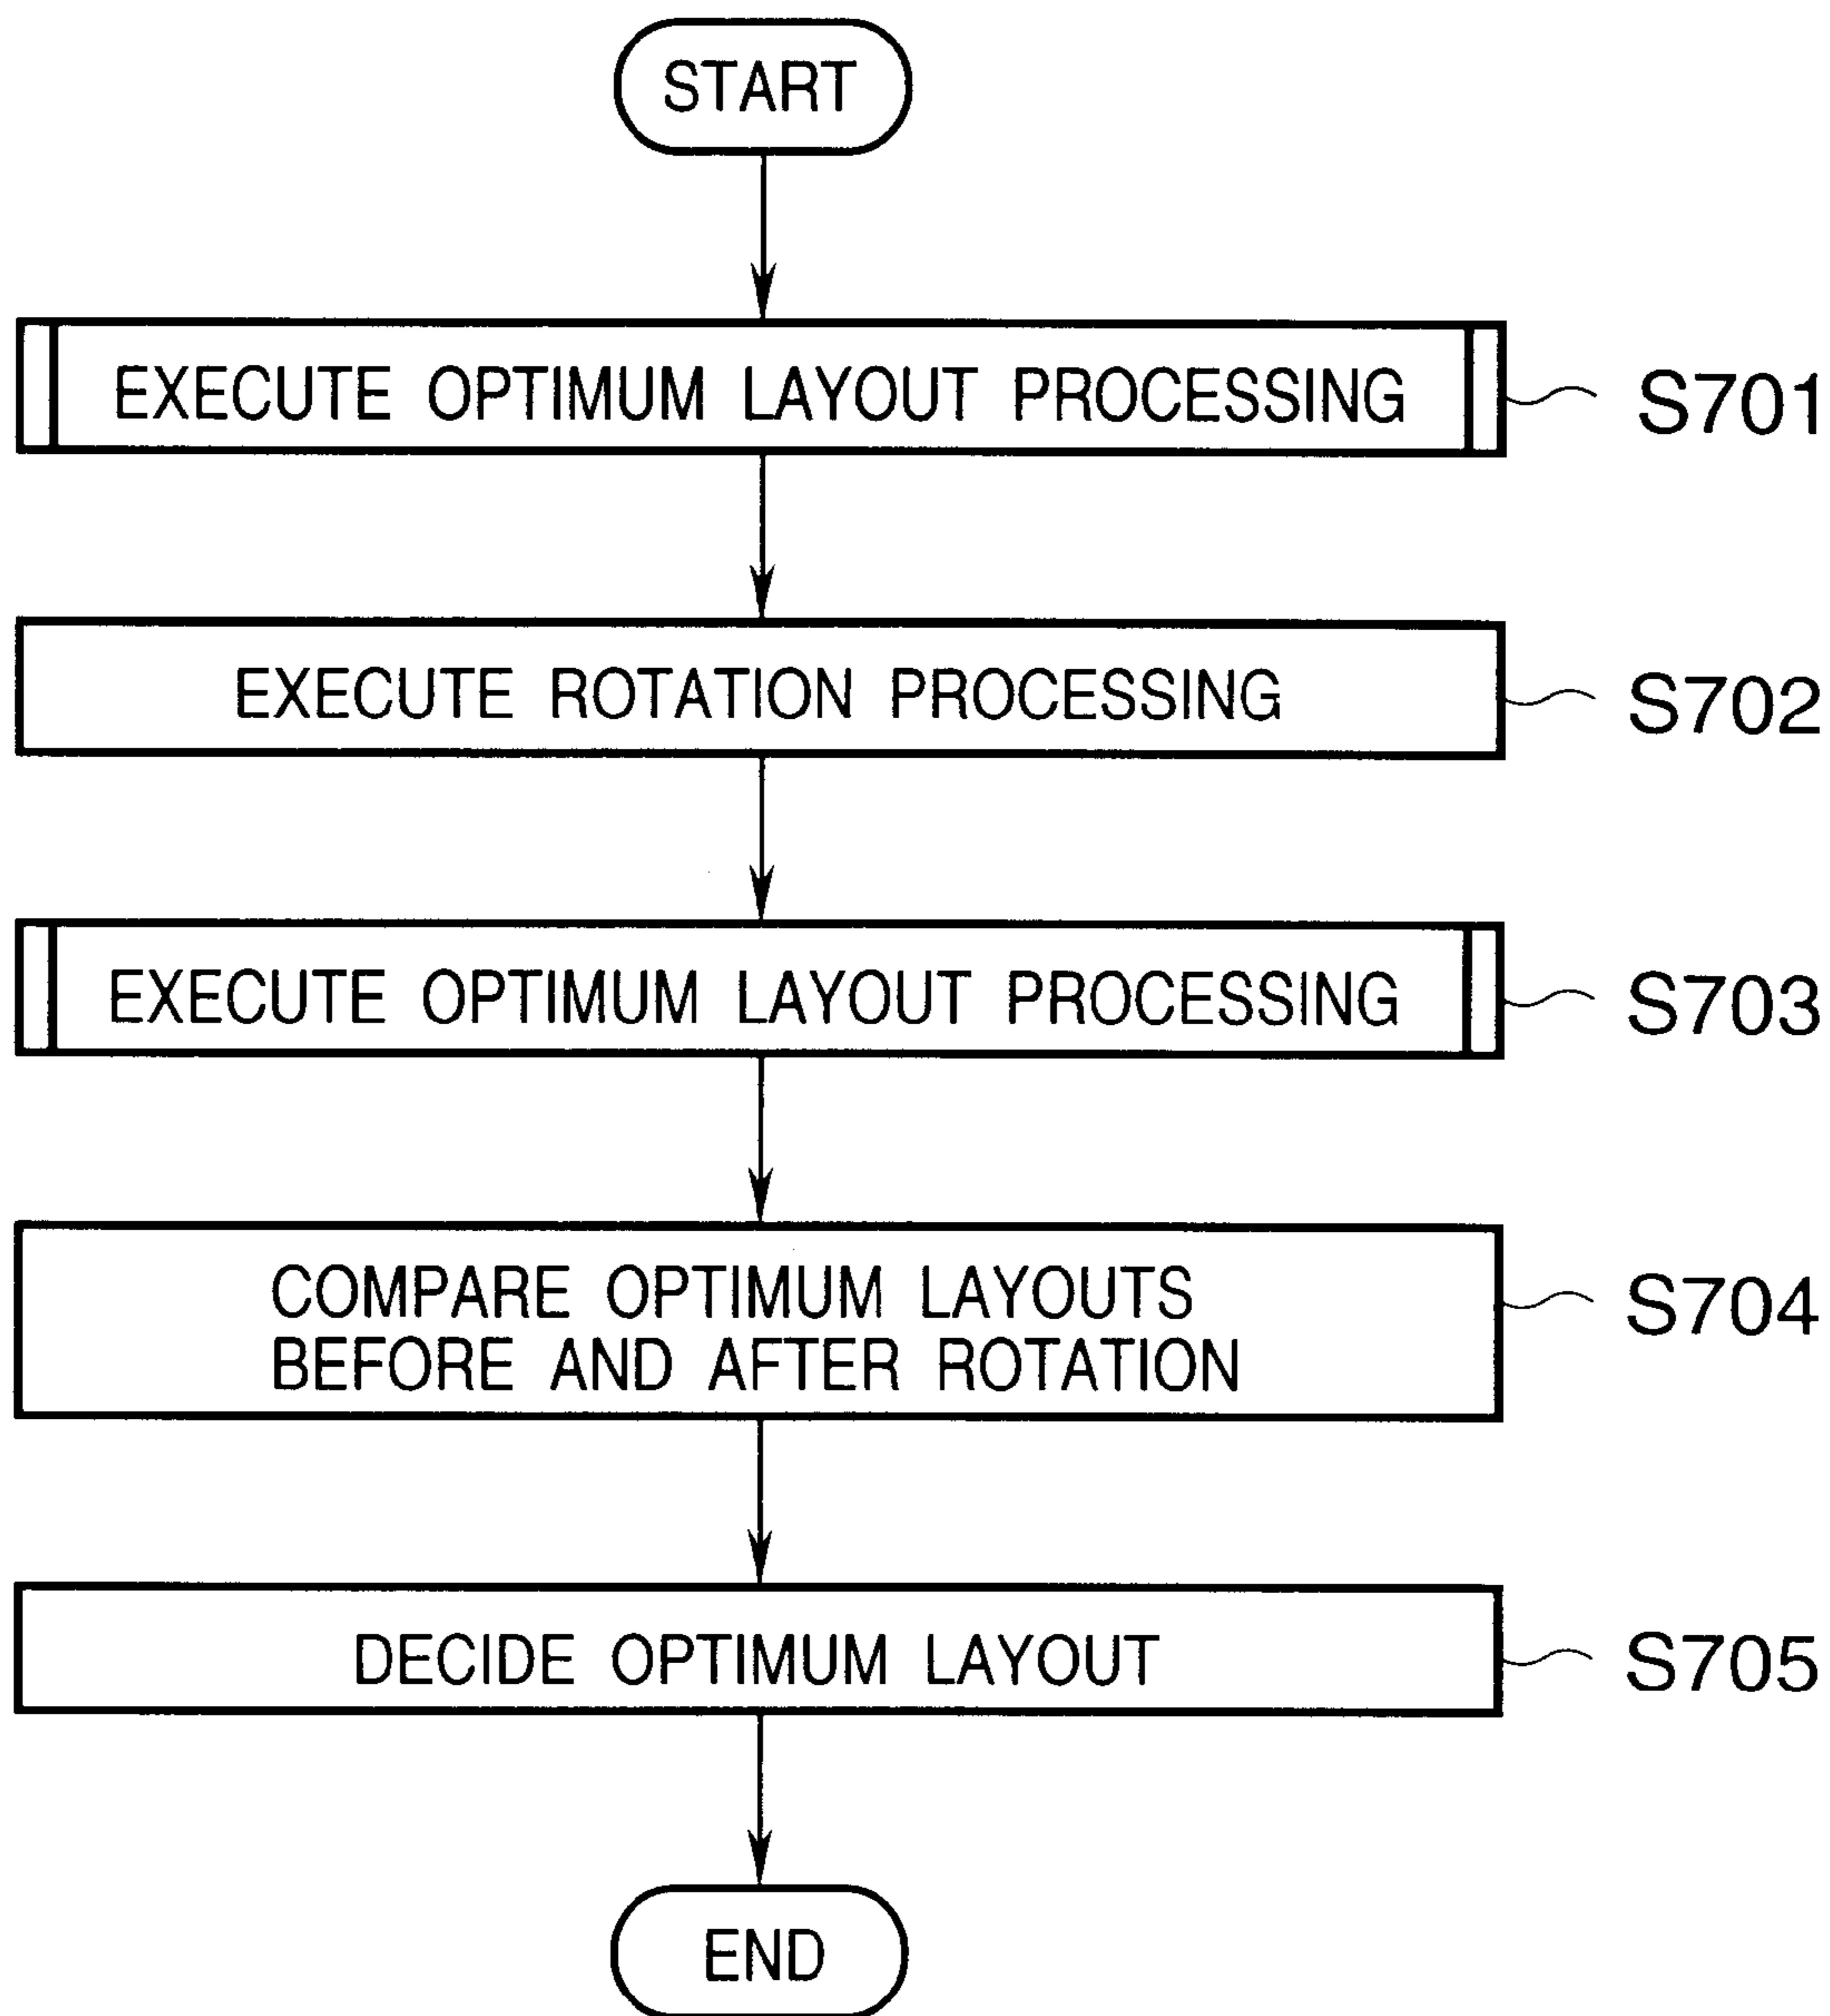 START
EXECUTE OPTIMUM LAYOUT PROCESSING
S701
EXECUTE ROTATION PROCESSING
S702
EXECUTE OPTIMUM LAYOUT PROCESSING
S703
COMPARE OPTIMUM LAYOUTS
BEFORE AND AFTER ROTATION
S704
DECIDE OPTIMUM LAYOUT
S705
END